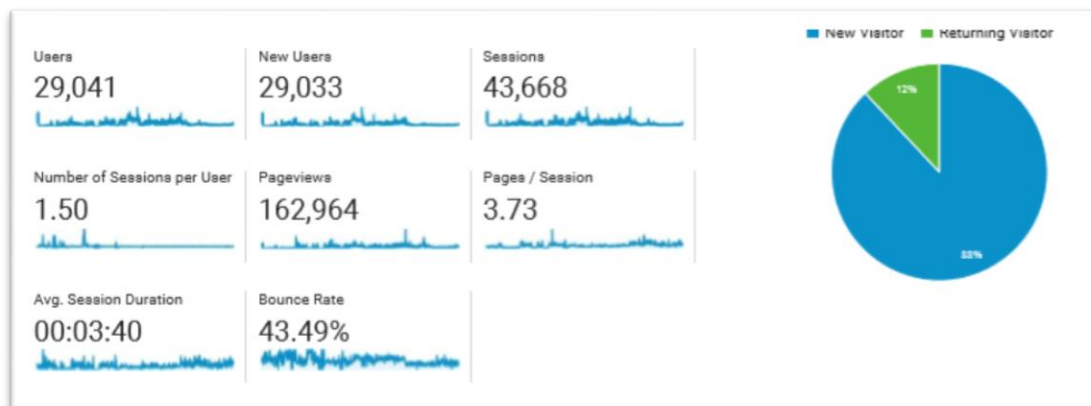 New Visitor Returning Visitor
Users New Users Sessions
29,041 29,033 43,668
12%
Number of Sessions per User Pageviews Pages / Session
1.50 162,964 3.73
88%
Avg. Session Duration Bounce Rate
00:03:40 43.49%